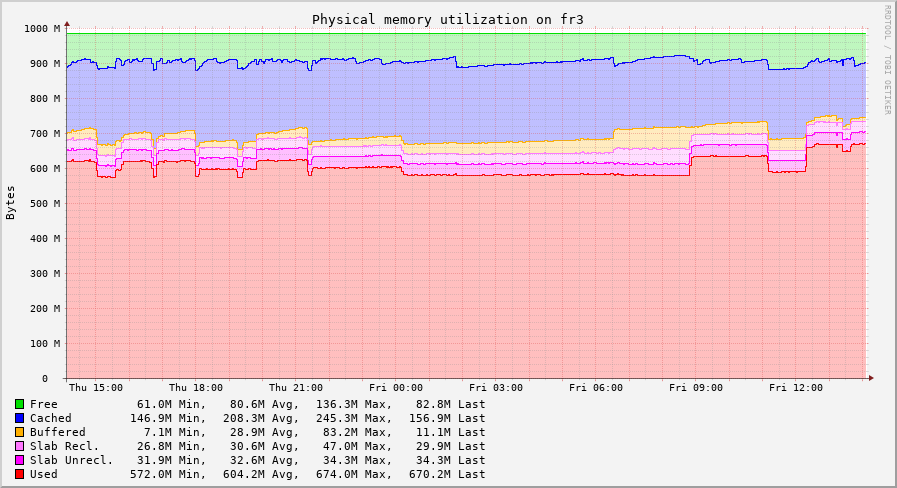 Physical memory utilization on fr3
RRDTOOL / TOBI OETIKER
Bytes
1000 M
900 M
800 M
700 M
600 M
500 M
400 M
300 M
200 M
100 M
0
Thu 15:00 Thu 18:00 Thu 21:00 Fri 00:00 Fri 03:00 Fri 06:00 Fri 09:00 Fri 12:00
Free 61.0M Min, 80.6M Avg, 136.3M Max, 82.8M Last
Cached 146.9M Min, 208.3M Avg, 245.3M Max, 156.9M Last
Buffered 7.1M Min, 28.9M Avg, 83.2M Max, 11.1M Last
Slab Recl. 26.8M Min, 30.6M Avg, 47.0M Max, 29.9M Last
Slab Unrecl. 31.9M Min, 32.6M Avg, 34.3M Max, 34.3M Last
Used 572.0M Min, 604.2M Avg, 674.0M Max, 670.2M Last